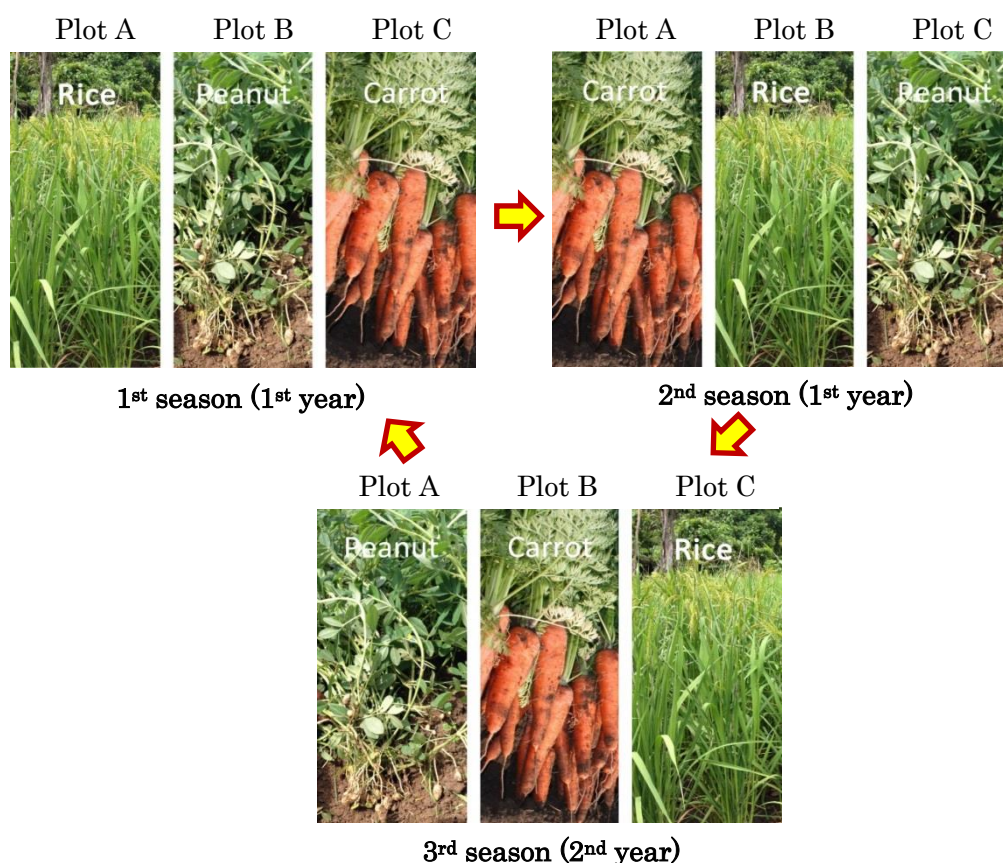 Plot A Plot B Plot C
Rice Peanut Carrot
1st season (1st year)
Plot A Plot B Plot C
Carrot Rice Peanut
2nd season (1st year)
Plot A Plot B Plot C
Peanut Carrot Rice
3rd season (2nd year)